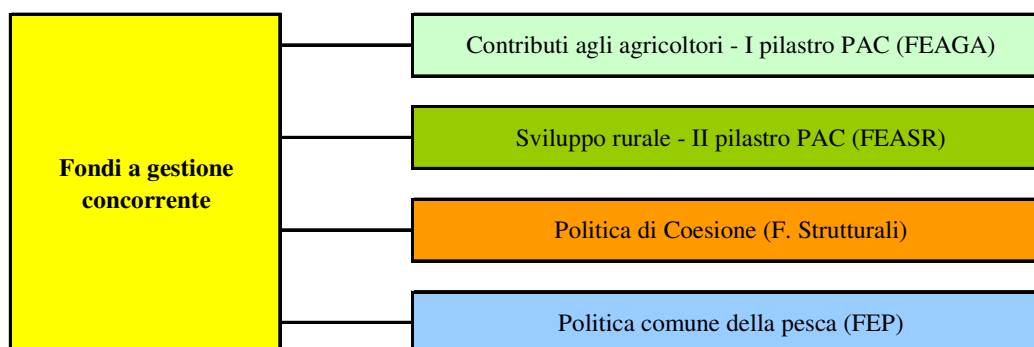 Fondi a gestione
concorrente
Contributi agli agricoltori - I pilastro PAC (FEAGA)
Sviluppo rurale - II pilastro PAC (FEASR)
Politica di Coesione (F. Strutturali)
Politica comune della pesca (FEP)